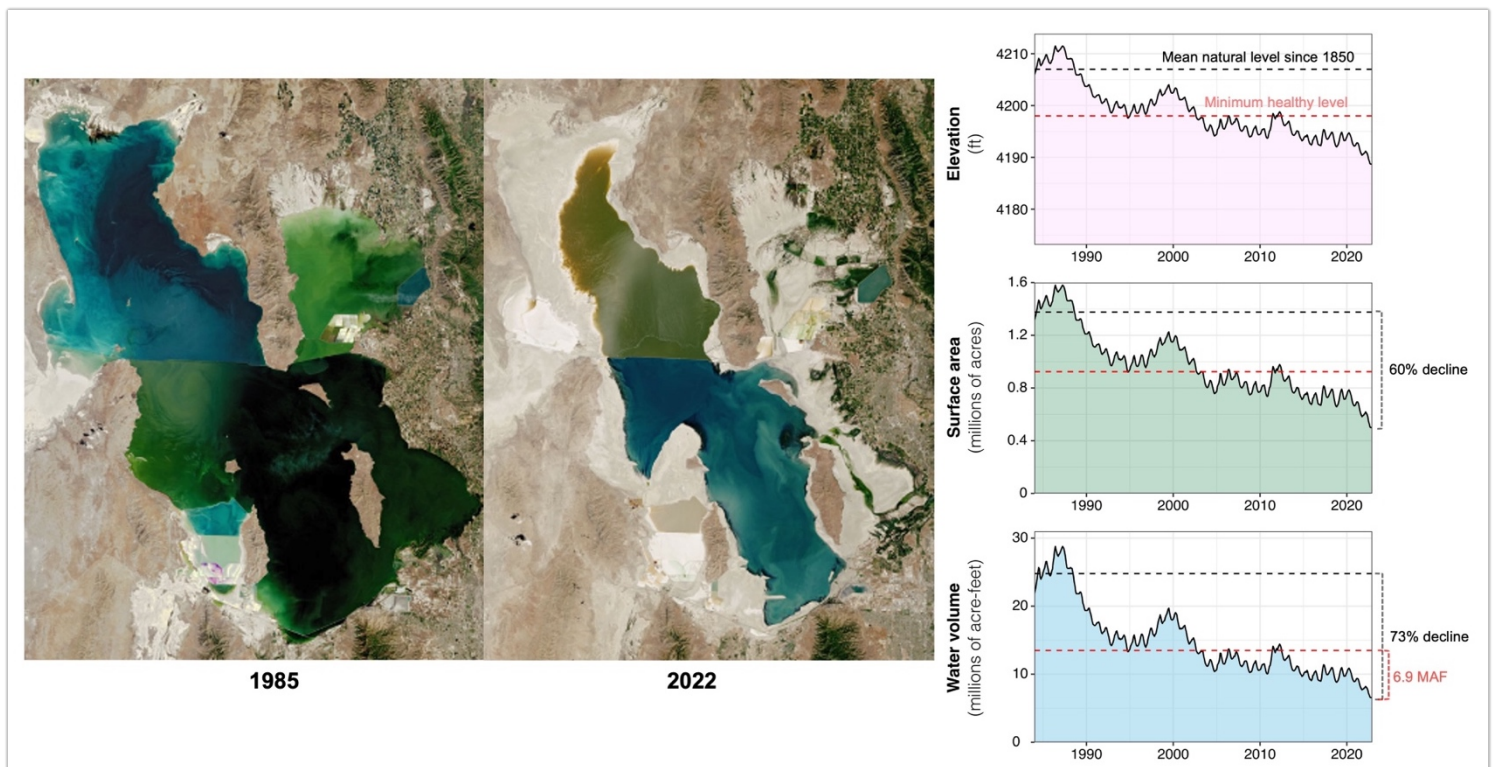 1985
2022
Elevation
(ft)
4210
4200
4190
4180
Mean natural level since 1850
Minimum healthy level
1990
2000
2010
2020
Surface area
(millions of acres)
1.6
1.2
0.8
0.4
0
60% decline
1990
2000
2010
2020
Water volume
(millions of acre-feet)
30
20
10
0
73% decline
6.9 MAF
1990
2000
2010
2020